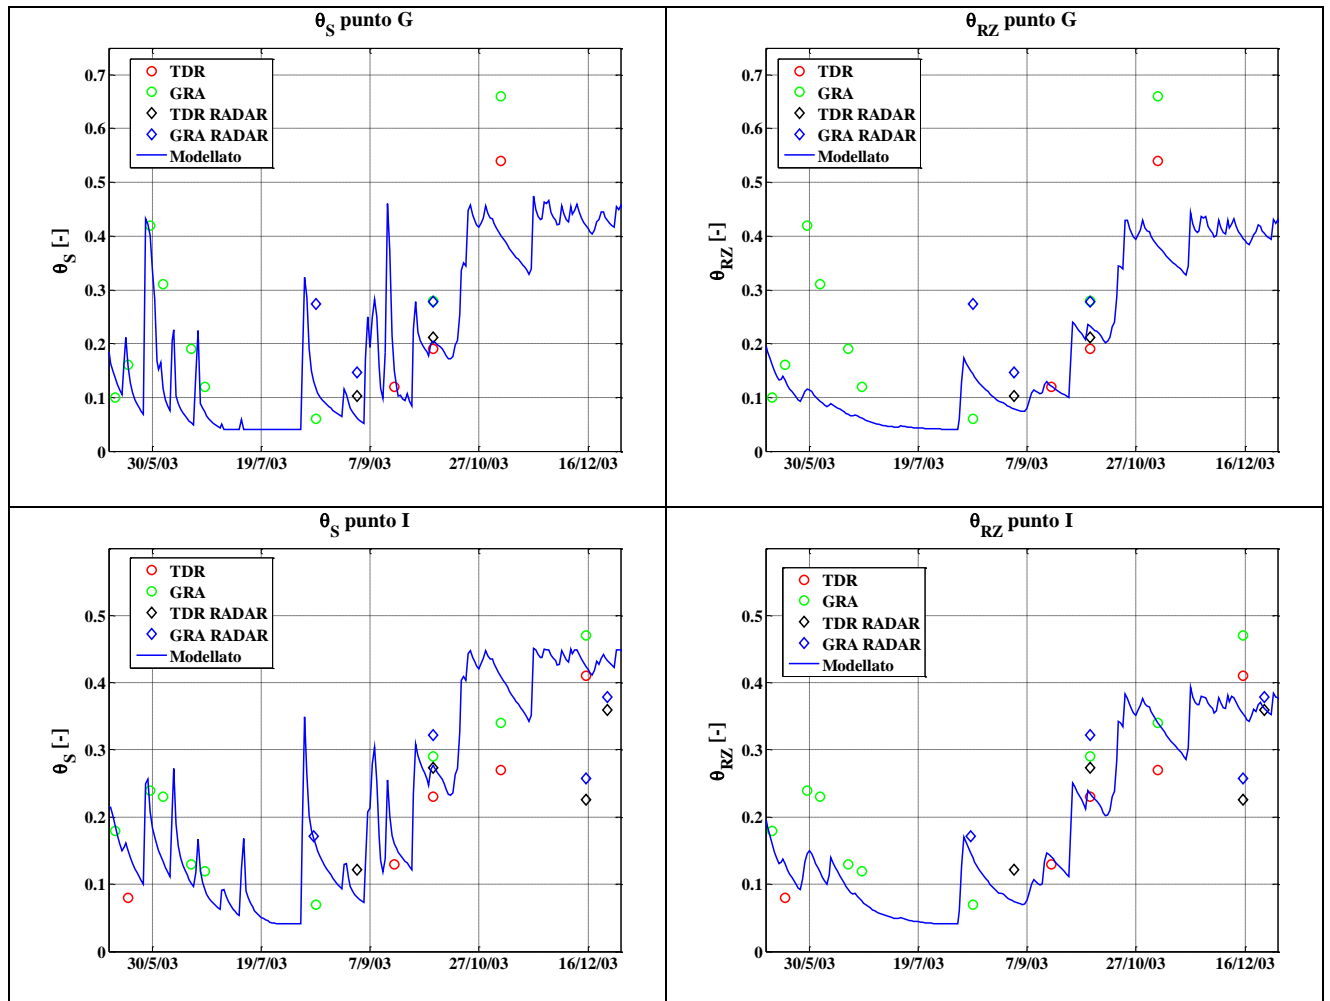 θS punto G
0.7
0.6
0.5
0.4
0.3
0.2
0.1
0
θS [-]
TDR
GRA
TDR RADAR
GRA RADAR
Modellato
30/5/03 19/7/03 7/9/03 27/10/03 16/12/03
θRZ punto G
0.7
0.6
0.5
0.4
0.3
0.2
0.1
0
θRZ [-]
TDR
GRA
TDR RADAR
GRA RADAR
Modellato
30/5/03 19/7/03 7/9/03 27/10/03 16/12/03
θS punto I
0.5
0.4
0.3
0.2
0.1
0
θS [-]
TDR
GRA
TDR RADAR
GRA RADAR
Modellato
30/5/03 19/7/03 7/9/03 27/10/03 16/12/03
θRZ punto I
0.5
0.4
0.3
0.2
0.1
0
θRZ [-]
TDR
GRA
TDR RADAR
GRA RADAR
Modellato
30/5/03 19/7/03 7/9/03 27/10/03 16/12/03